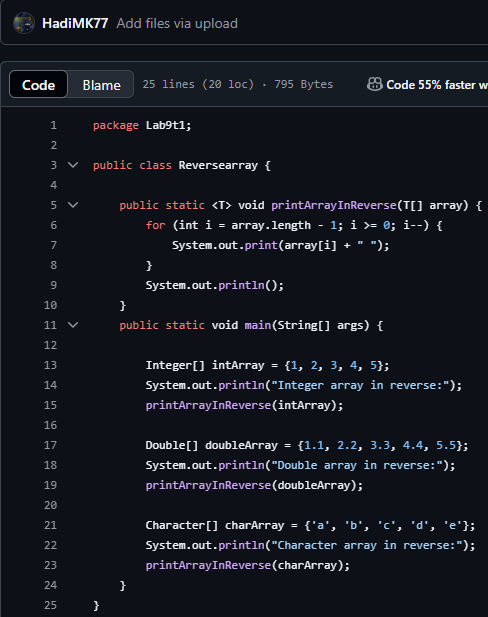 HadiMK77 Add files via upload
Code Blame 25 lines (20 loc) · 795 Bytes Code 55% faster w
1 package Lab9t1;
2
3 public class Reversearray {
4
5 public static <T> void printArrayInReverse(T[] array) {
6 for (int i = array.length - 1; i >= 0; i--) {
7 System.out.print(array[i] + " ");
8 }
9 System.out.println();
10 }
11 public static void main(String[] args) {
12
13 Integer[] intArray = {1, 2, 3, 4, 5};
14 System.out.println("Integer array in reverse:");
15 printArrayInReverse(intArray);
16
17 Double[] doubleArray = {1.1, 2.2, 3.3, 4.4, 5.5};
18 System.out.println("Double array in reverse:");
19 printArrayInReverse(doubleArray);
20
21 Character[] charArray = {'a', 'b', 'c', 'd', 'e'};
22 System.out.println("Character array in reverse:");
23 printArrayInReverse(charArray);
24 }
25 }